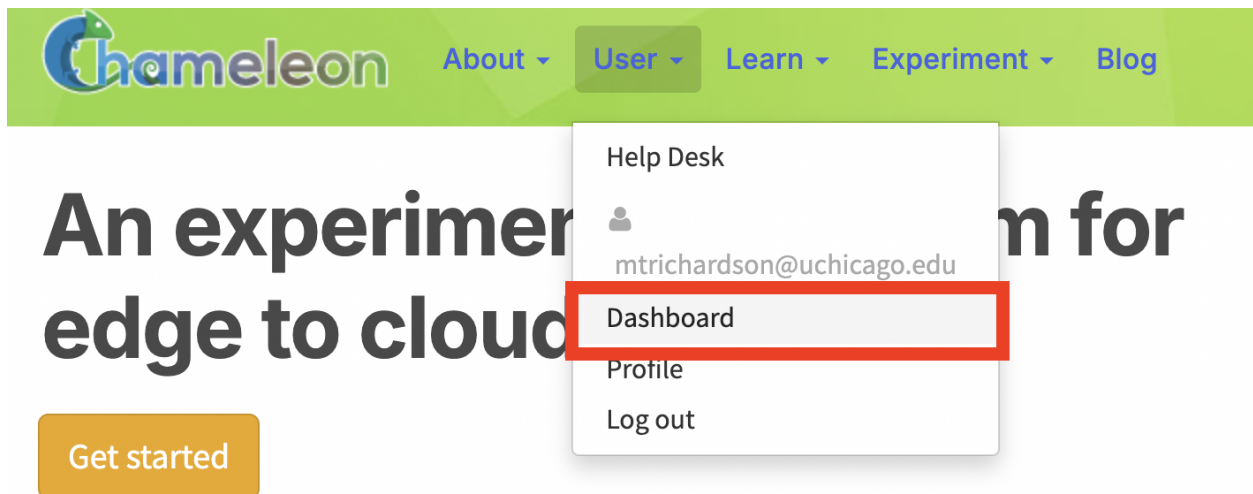 Chameleon About User Learn Experiment Blog
Help Desk
mtrichardson@uchicago.edu
Dashboard
Profile
Log out
An experimen m for
edge to cloud
Get started